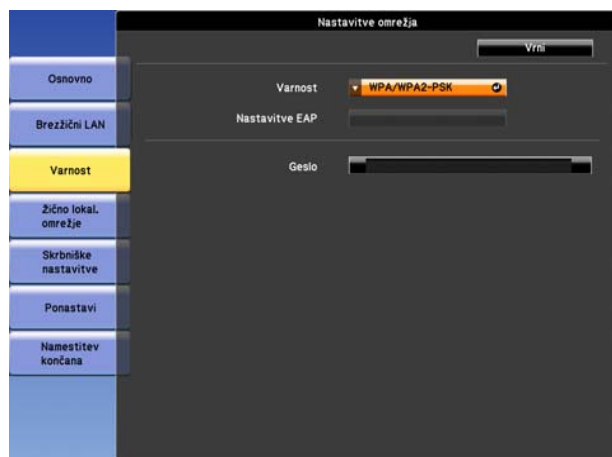 Nastavitve omrežja
Vrni
Osnovno
Brezžični LAN
Varnost
Žično lokal.
omrežje
Skrbniške
nastavitve
Ponastavi
Namestitev
končana
Varnost
WPA/WPA2-PSK
Nastavitve EAP
Geslo